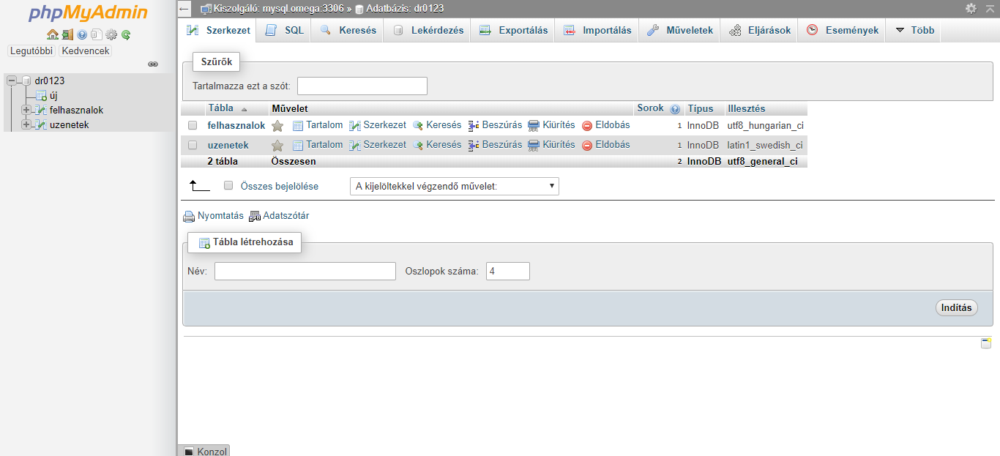 phpMyAdmin
Legutóbbi Kedvencek
dr0123
új
felhasznalok
uzenetek
Kiszolgáló: mysql.omega:3306 » Adatbázis: dr0123
Szerkezet SQL Keresés Lekérdezés Exportálás Importálás Műveletek Eljárások Események Több
Szűrők
Tartalmazza ezt a szót:
Tábla Művelet Sorok Típus Illesztés
felhasznalok Tartalom Szerkezet Keresés Beszúrás Kiürítés Eldobás 1 InnoDB utf8_hungarian_ci
uzenetek Tartalom Szerkezet Keresés Beszúrás Kiürítés Eldobás 1 InnoDB latin1_swedish_ci
2 tábla Összesen 2 InnoDB utf8_general_ci
Összes bejelölése A kijelöltekkel végzendő művelet:
Nyomtatás Adatszótár
Tábla létrehozása
Név: Oszlopok száma: 4
Indítás
Konzol